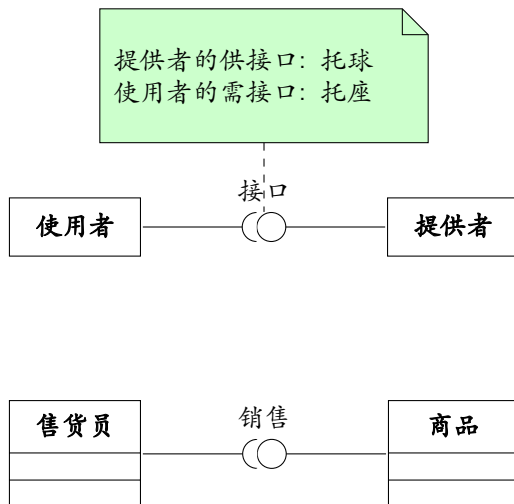 提供者的供接口: 托球
使用者的需接口: 托座
接口
使用者
提供者
销售
售货员
商品